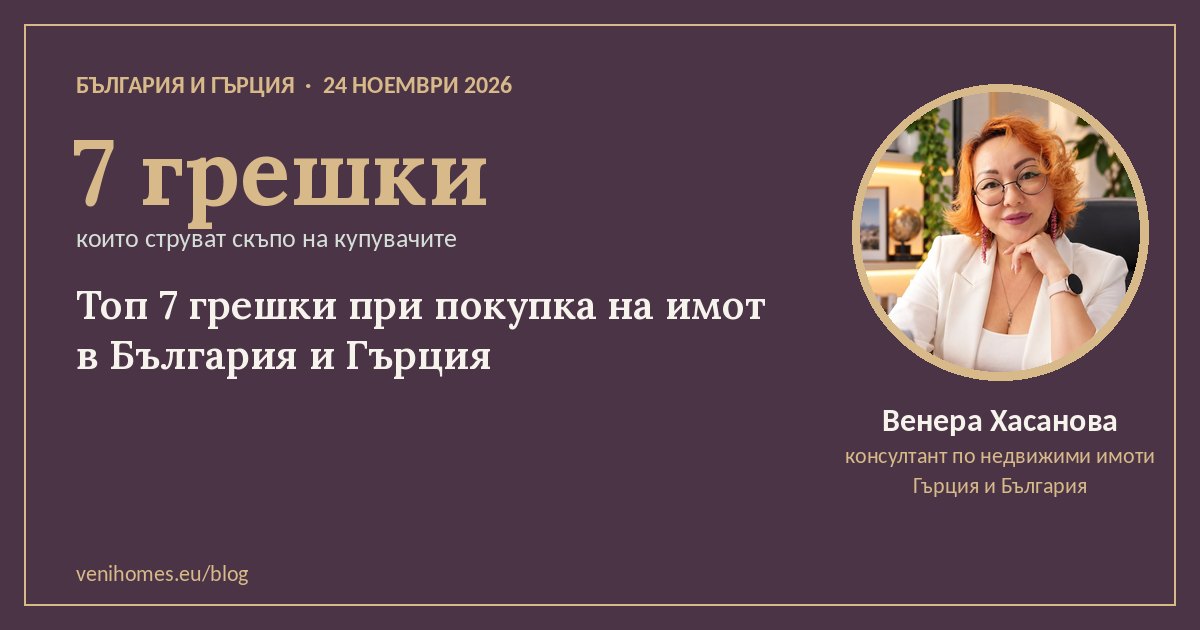 БЪЛГАРИЯ И ГЪРЦИЯ · 24 НОЕМВРИ 2026
7 грешки
които струват скъпо на купувачите
Топ 7 грешки при покупка на имот
в България и Гърция
Венера Хасанова
консултант по недвижими имоти
Гърция и България
venihomes.eu/blog